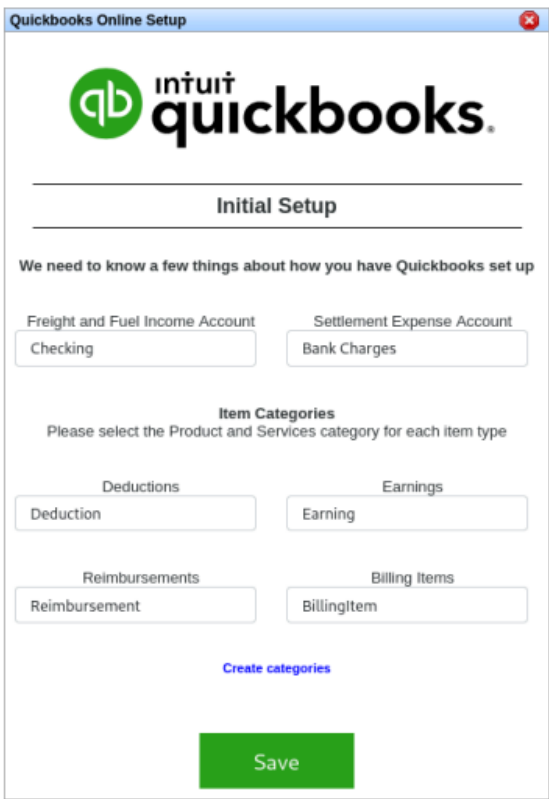 Quickbooks Online Setup
qb
intuit
quickbooks.
Initial Setup
We need to know a few things about how you have Quickbooks set up
Freight and Fuel Income Account Settlement Expense Account
Checking Bank Charges
Item Categories
Please select the Product and Services category for each item type
Deductions Earnings
Deduction Earning
Reimbursements Billing Items
Reimbursement BillingItem
Create categories
Save